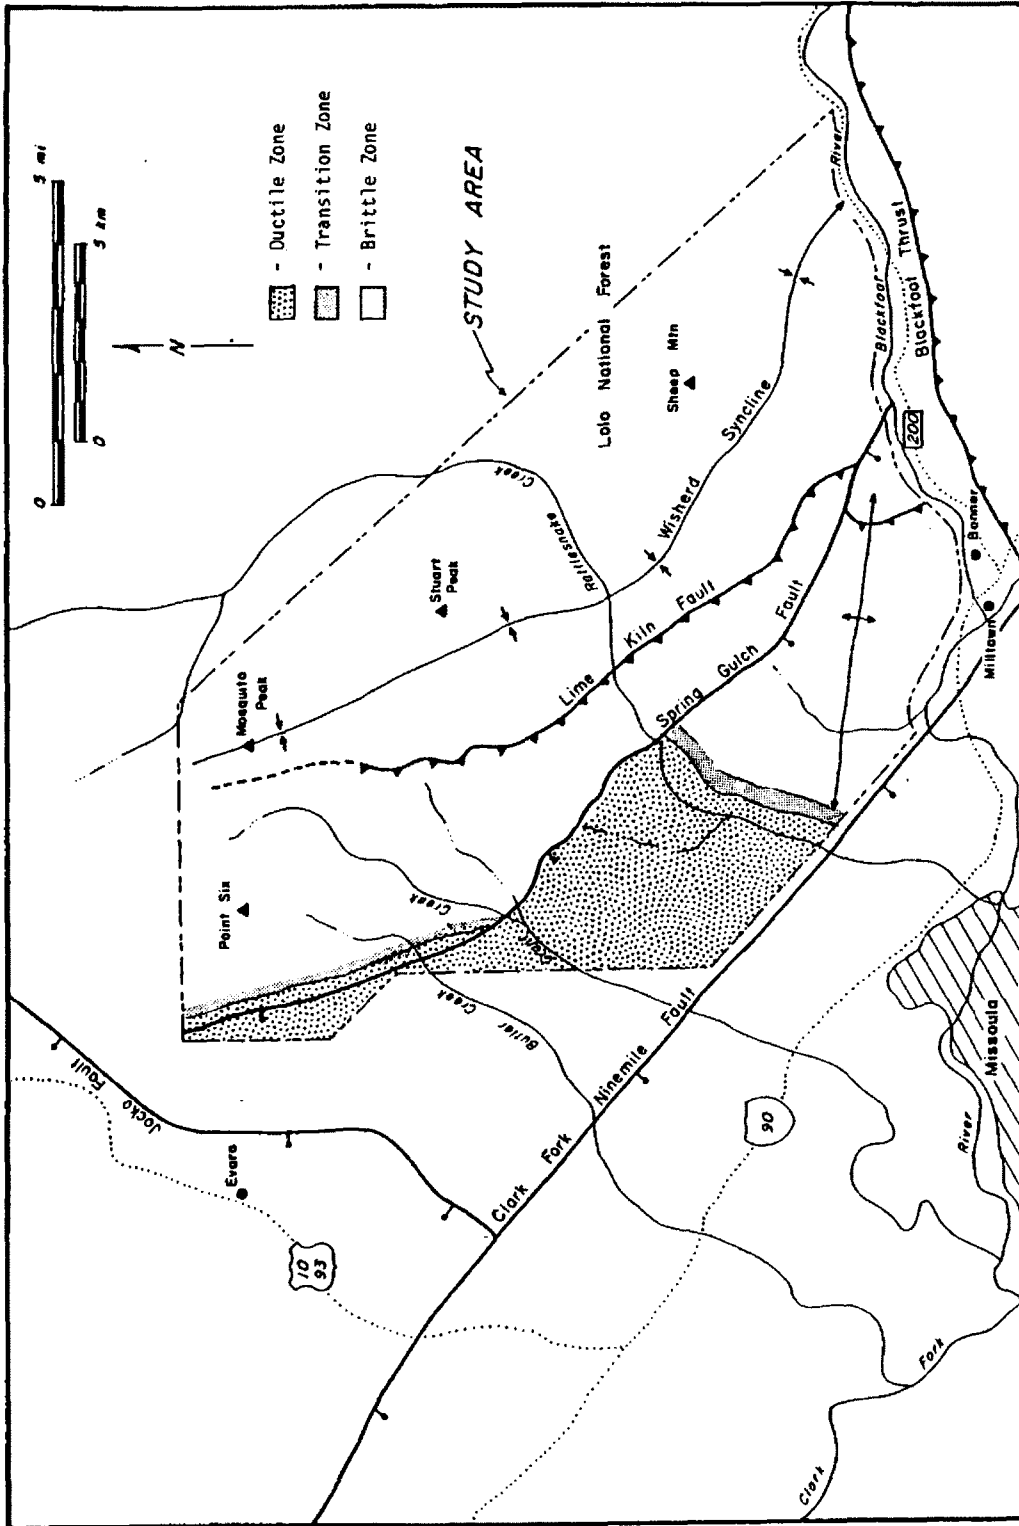 0
5 mi
0
5 km
N
- Ductile Zone
- Transition Zone
- Brittle Zone
STUDY AREA
Lolo National Forest
Sheep Mtn
Stuart
Peak
Mosquito
Peak
Point Six
Rattlesnake
Creek
Wisherd Syncline
Lime Kiln Fault
Spring Gulch Fault
Grant
Creek
Butler
Creek
Jocko
Fault
Evaro
10
93
Clark Fork Ninemile Fault
90
Blackfoot River
Blackfoot Thrust
200
Bonner
Milltown
Missoula
River
Clark
Fork